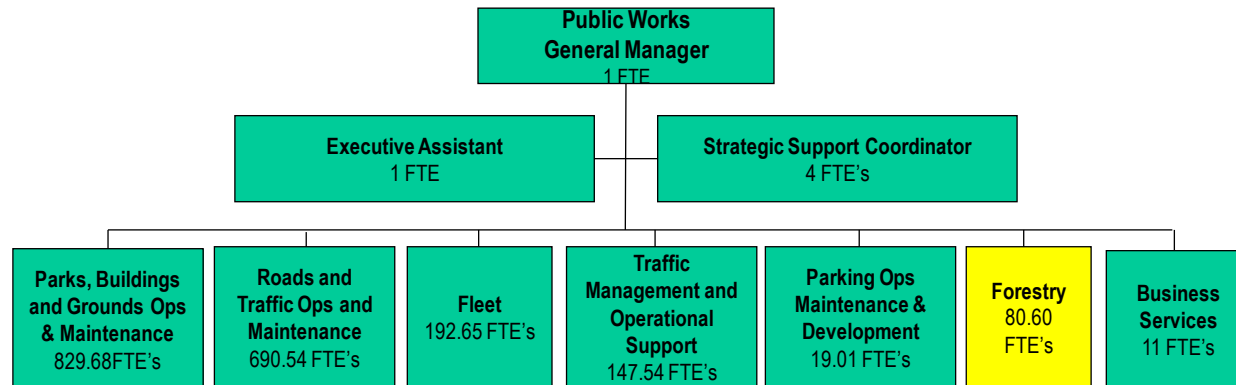 Public Works
General Manager
1 FTE
Executive Assistant
1 FTE
Strategic Support Coordinator
4 FTE's
Parks, Buildings
and Grounds Ops
& Maintenance
829.68FTE's
Roads and
Traffic Ops and
Maintenance
690.54 FTE's
Fleet
192.65 FTE's
Traffic
Management and
Operational
Support
147.54 FTE's
Parking Ops
Maintenance &
Development
19.01 FTE's
Forestry
80.60
FTE's
Business
Services
11 FTE's